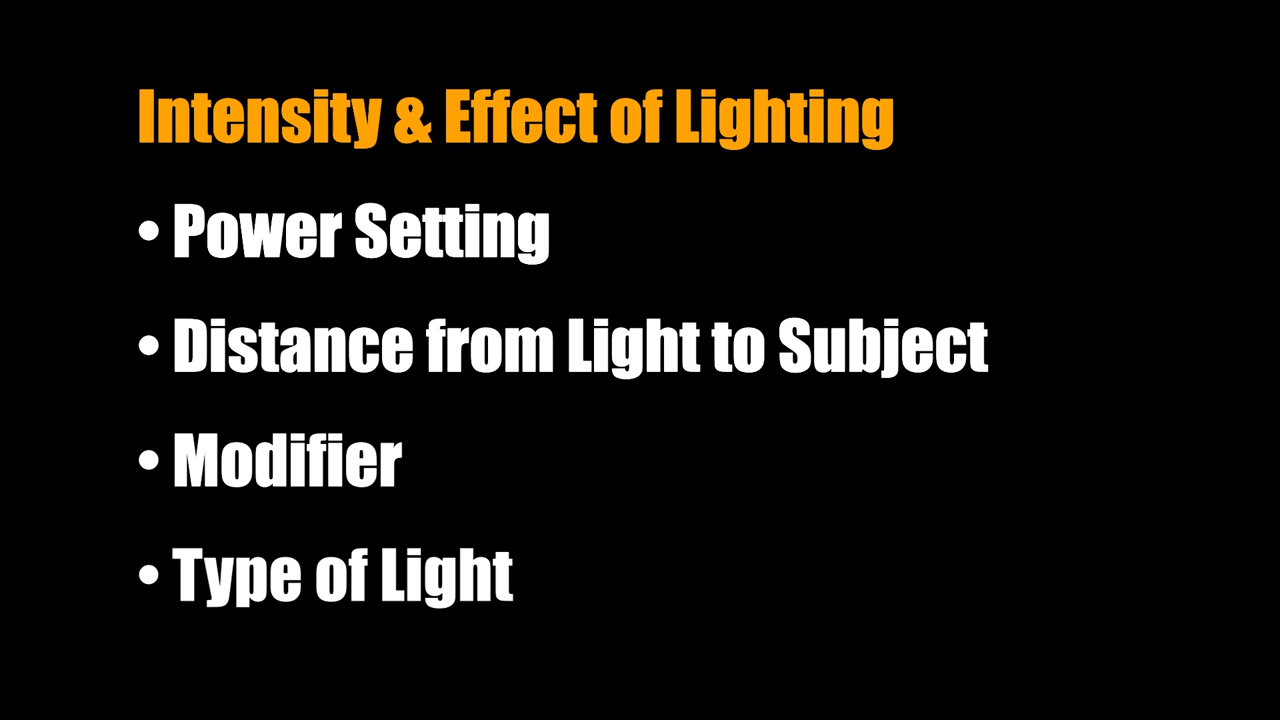 Intensity & Effect of Lighting
• Power Setting
• Distance from Light to Subject
• Modifier
• Type of Light